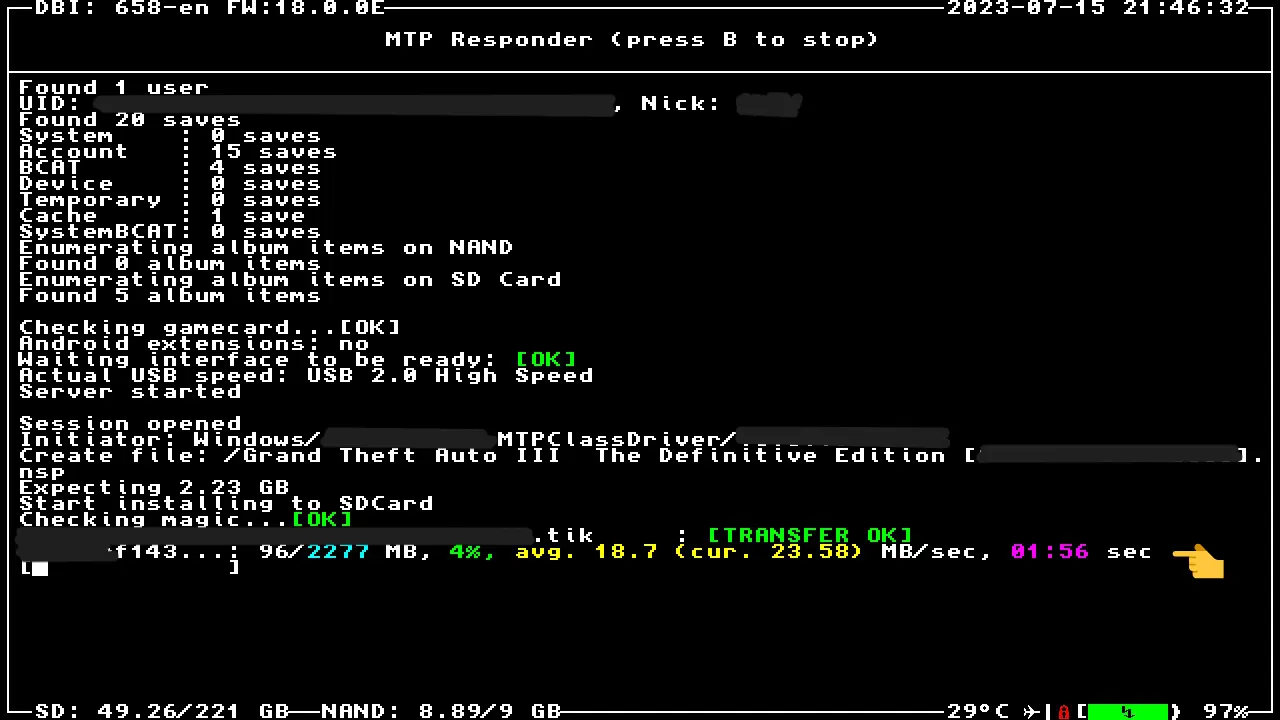 DBI: 658-en FW:18.0.0E 2023-07-15 21:46:32
MTP Responder (press B to stop)
Found 1 user
UID: , Nick:
Found 20 saves
System : 0 saves
Account : 15 saves
BCAT : 4 saves
Device : 0 saves
Temporary : 0 saves
Cache : 1 save
SystemBCAT: 0 saves
Enumerating album items on NAND
Found 0 album items
Enumerating album items on SD Card
Found 5 album items
Checking gamecard...[OK]
Android extensions: no
Waiting interface to be ready: [OK]
Actual USB speed: USB 2.0 High Speed
Server started
Session opened
Initiator: Windows/ MTPClassDriver/
Create file: /Grand Theft Auto III The Definitive Edition [ ].
nsp
Expecting 2.23 GB
Start installing to SDCard
Checking magic...[OK]
.tik : [TRANSFER OK]
f143...: 96/2277 MB, 4%, avg. 18.7 (cur. 23.58) MB/sec, 01:56 sec
[ ]
SD: 49.26/221 GB NAND: 8.89/9 GB 29°C 97%